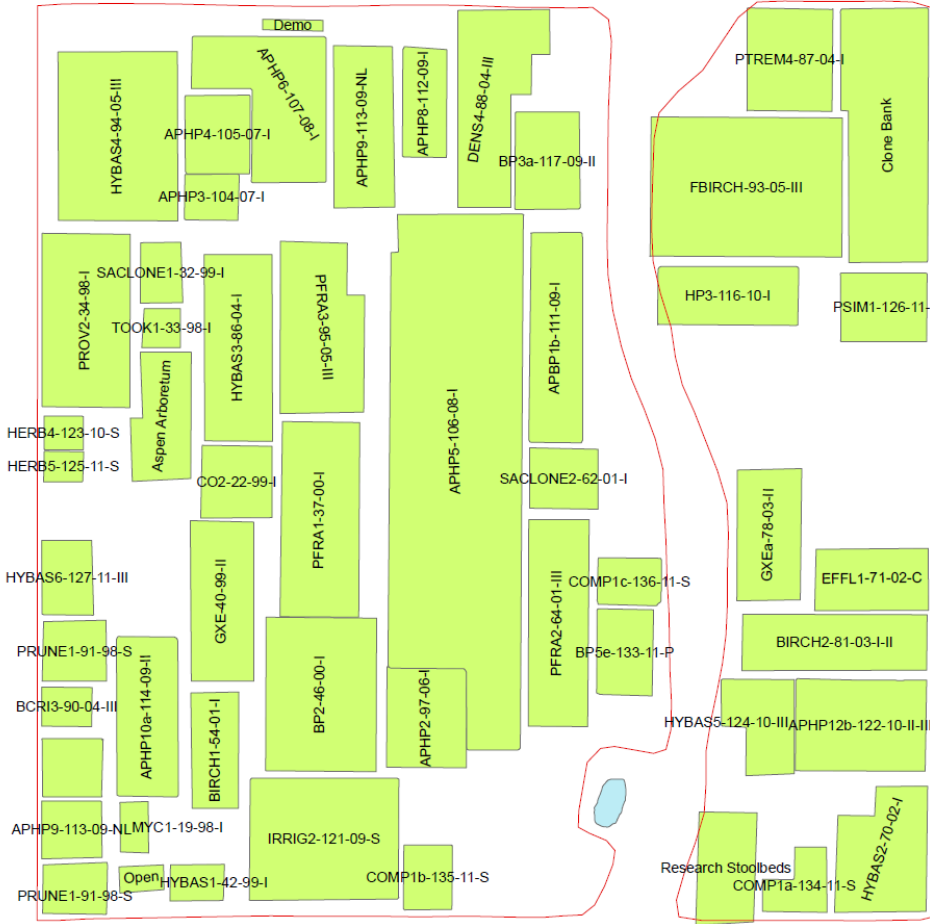 Demo
PTREM4-87-04-I
HYBAS4-94-05-III
APHP6-107-08-I
APHP9-113-09-NL
APHP8-112-09-I
DENS4-88-04-III
Clone Bank
APHP4-105-07-I
BP3a-117-09-II
FBIRCH-93-05-III
APHP3-104-07-I
SACLONE1-32-99-I
PROV2-34-98-I
TOOK1-33-98-I
HYBAS3-86-04-I
PFRA3-95-05-III
APBP1b-111-09-I
HP3-116-10-I
PSIM1-126-11-
Aspen Arboretum
HERB4-123-10-S
HERB5-125-11-S
CO2-22-99-I
APHP5-106-08-I
SACLONE2-62-01-I
PFRA1-37-00-I
GXEa-78-03-II
HYBAS6-127-11-III
GXE-40-99-II
COMP1c-136-11-S
EFFL1-71-02-C
PFRA2-64-01-III
PRUNE1-91-98-S
BP5e-133-11-P
BIRCH2-81-03-I-II
BCRI3-90-04-III
APHP10a-114-09-II
BP2-46-00-I
APHP2-97-06-I
HYBAS5-124-10-III
APHP12b-122-10-II-III
BIRCH1-54-01-I
APHP9-113-09-NL
MYC1-19-98-I
IRRIG2-121-09-S
HYBAS2-70-02-I
Research Stoolbeds
Open
HYBAS1-42-99-I
COMP1b-135-11-S
COMP1a-134-11-S
PRUNE1-91-98-S